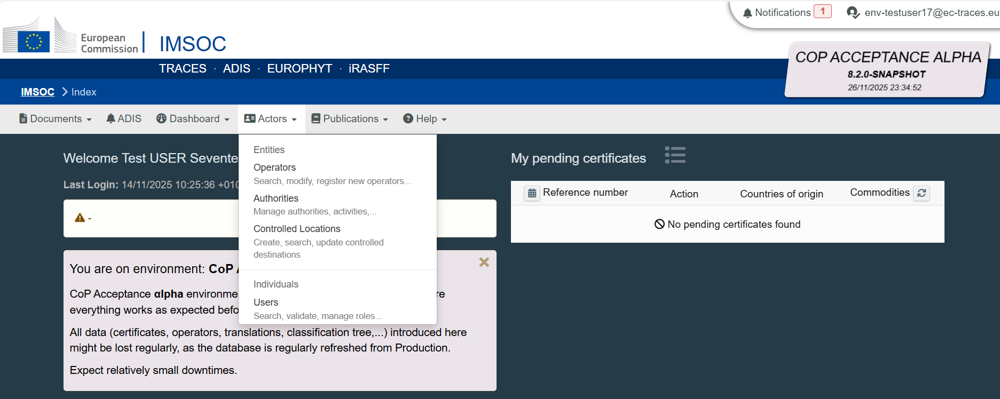 Notifications 1 env-testuser17@ec-traces.eu
European
Commission
IMSOC
COP ACCEPTANCE ALPHA
8.2.0-SNAPSHOT
26/11/2025 23:34:52
TRACES · ADIS · EUROPHYT · iRASFF
IMSOC Index
Documents ADIS Dashboard Actors Publications Help
Entities
Operators
Search, modify, register new operators...
Authorities
Manage authorities, activities,...
Controlled Locations
Create, search, update controlled
destinations
Individuals
Users
Search, validate, manage roles...
Welcome Test USER Sevente
Last Login: 14/11/2025 10:25:36 +010
-
You are on environment: CoP A
CoP Acceptance αlpha environme re
everything works as expected befo
All data (certificates, operators, translations, classification tree,...) introduced here
might be lost regularly, as the database is regularly refreshed from Production.
Expect relatively small downtimes.
My pending certificates
Reference number Action Countries of origin Commodities
No pending certificates found